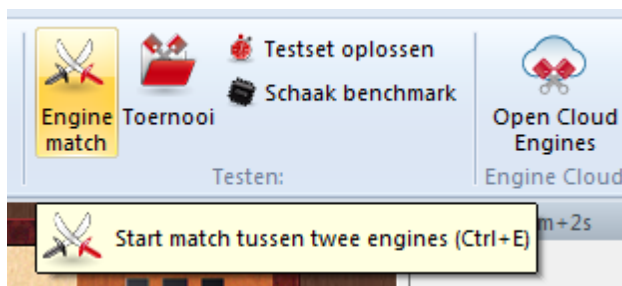 Engine
match
Toernooi
Testset oplossen
Schaak benchmark
Testen:
Open Cloud
Engines
Engine Cloud
Start match tussen twee engines (Ctrl+E)
m+2s